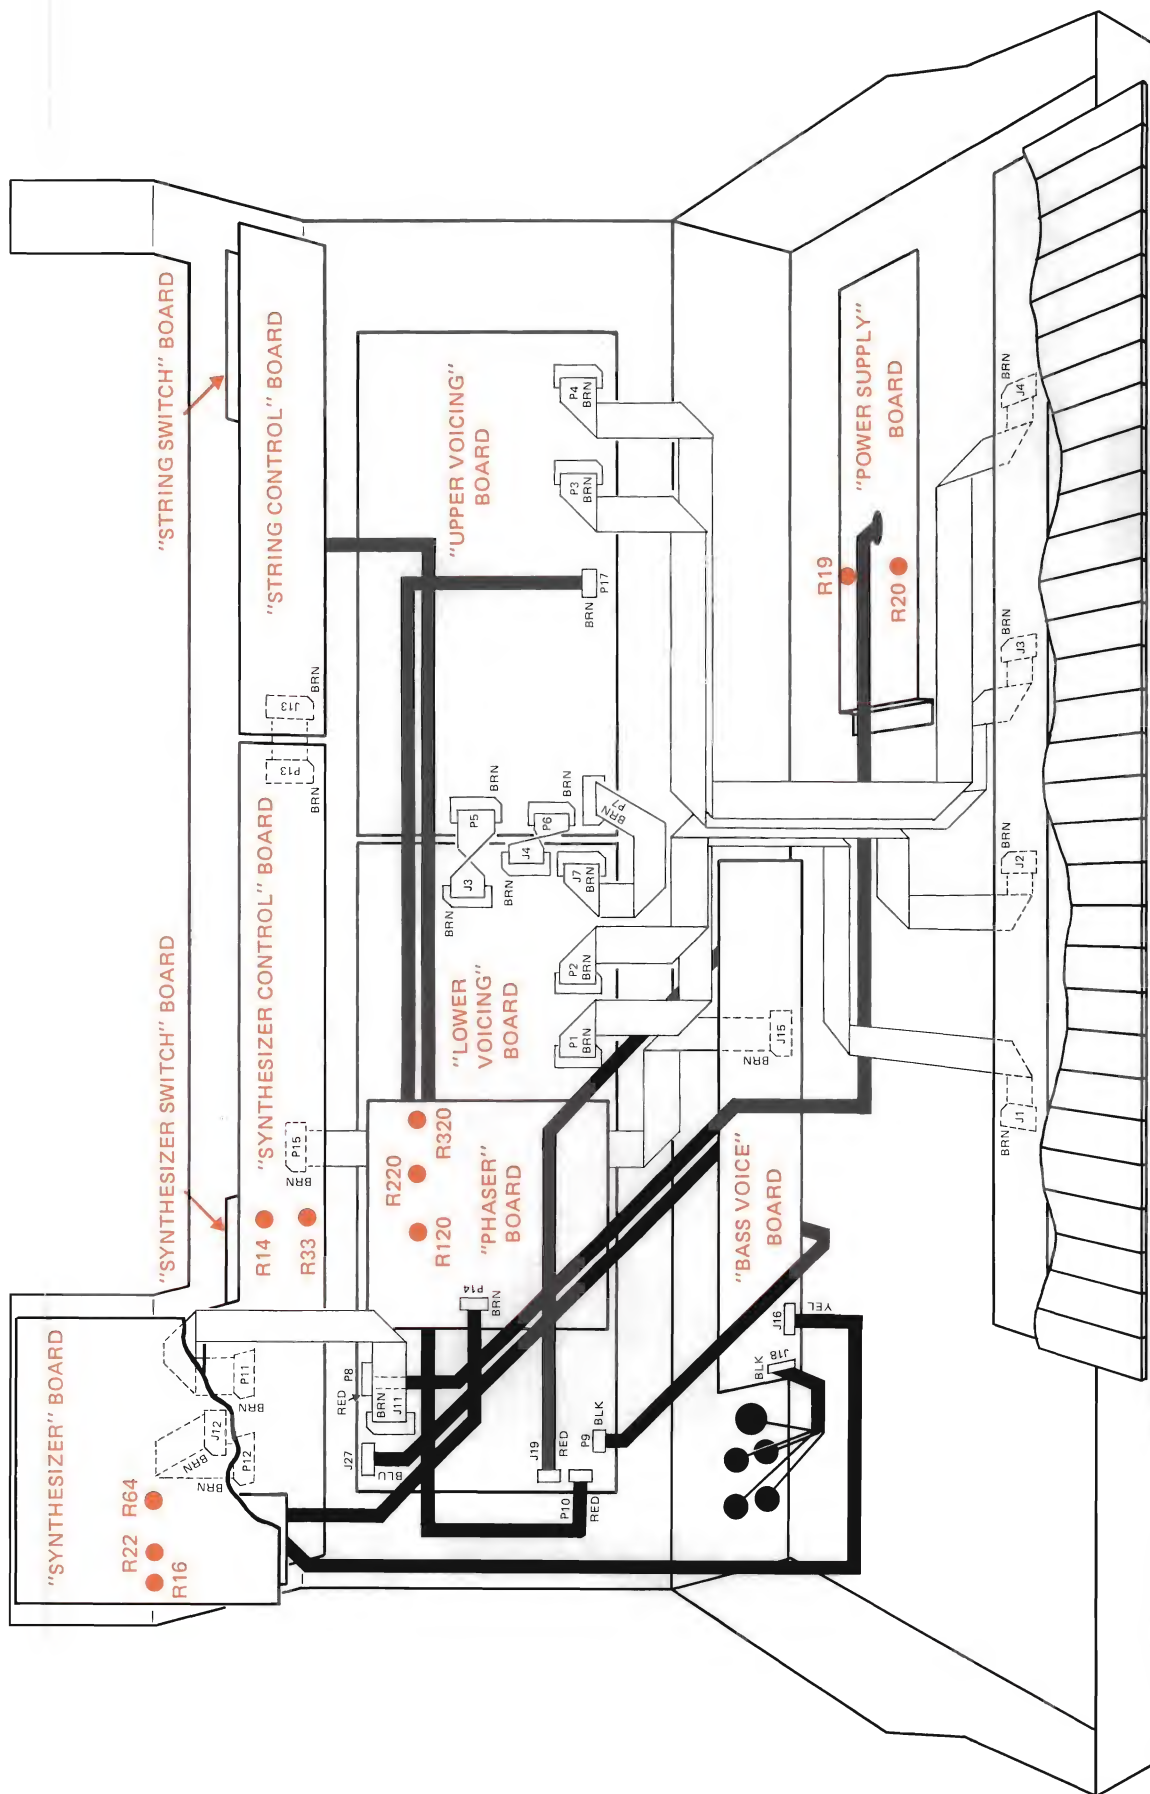 "SYNTHESIZER" BOARD
R22
R64
R16
J12
BRN
P12
BRN
P11
BRN
"SYNTHESIZER SWITCH" BOARD
"STRING SWITCH" BOARD
R14
R33
"SYNTHESIZER CONTROL" BOARD
P15
BRN
P13
BRN
J13
BRN
"STRING CONTROL" BOARD
J27
BLU
RED
P8
BRN
J11
P14
BRN
R120
R220
R320
"PHASER"
BOARD
"LOWER
VOICING"
BOARD
J3
BRN
P5
BRN
J4
BRN
P6
BRN
"UPPER VOICING"
BOARD
J19
RED
P10
RED
P9
BLK
P1
BRN
P2
BRN
J7
BRN
P7
BRN
BRN
P17
P3
BRN
P4
BRN
"BASS VOICE"
BOARD
J16
YEL
J18
BLK
J15
BRN
R19
R20
"POWER SUPPLY"
BOARD
J1
BRN
J2
BRN
J3
BRN
J4
BRN